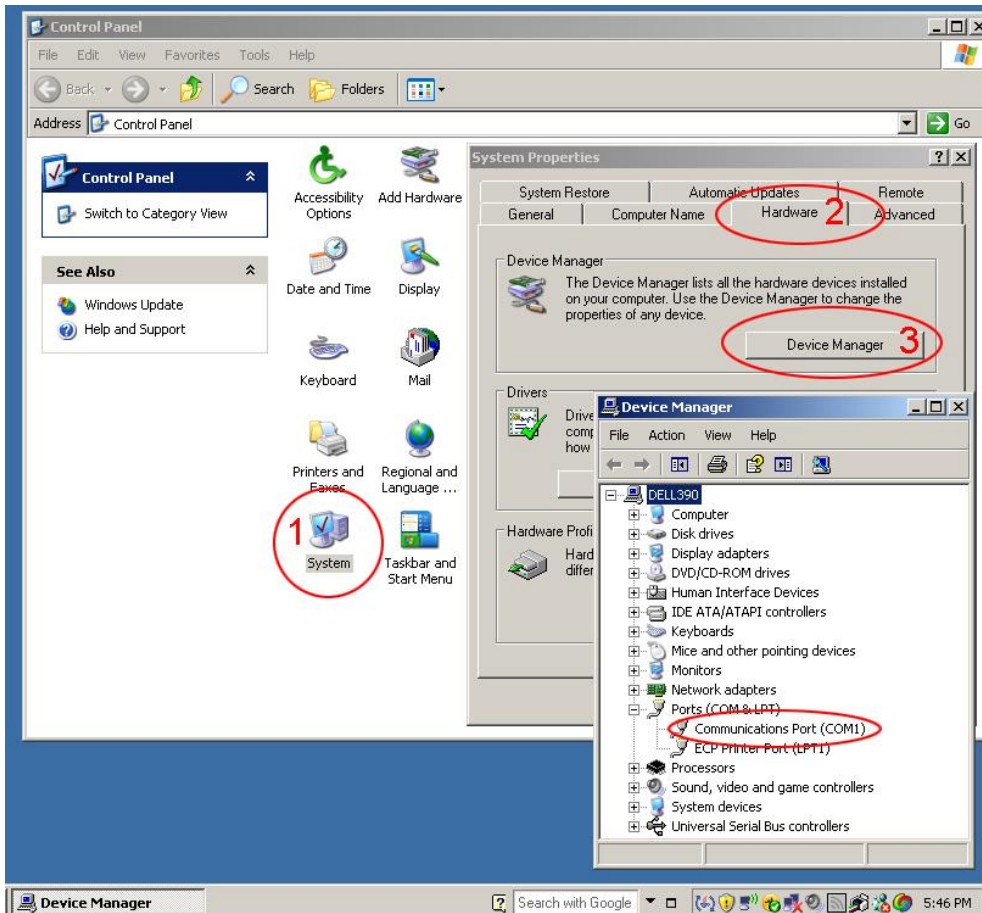 Control Panel
File Edit View Favorites Tools Help
Back Search Folders
Address Control Panel Go
Control Panel
Switch to Category View
See Also
Windows Update
Help and Support
Accessibility Options
Add Hardware
Date and Time
Display
Keyboard
Mail
Printers and Faxes
Regional and Language ...
1
System
Taskbar and Start Menu
System Properties
System Restore Automatic Updates Remote
General Computer Name Hardware 2 Advanced
Device Manager
The Device Manager lists all the hardware devices installed
on your computer. Use the Device Manager to change the
properties of any device.
Device Manager 3
Drivers
how
Hardware
Device Manager
File Action View Help
DELL390
Computer
Disk drives
Display adapters
DVD/CD-ROM drives
Human Interface Devices
IDE ATA/ATAPI controllers
Keyboards
Mice and other pointing devices
Monitors
Network adapters
Ports (COM & LPT)
Communications Port (COM1)
ECP Printer Port (LPT1)
Processors
Sound, video and game controllers
System devices
Universal Serial Bus controllers
Device Manager
Search with Google
5:46 PM